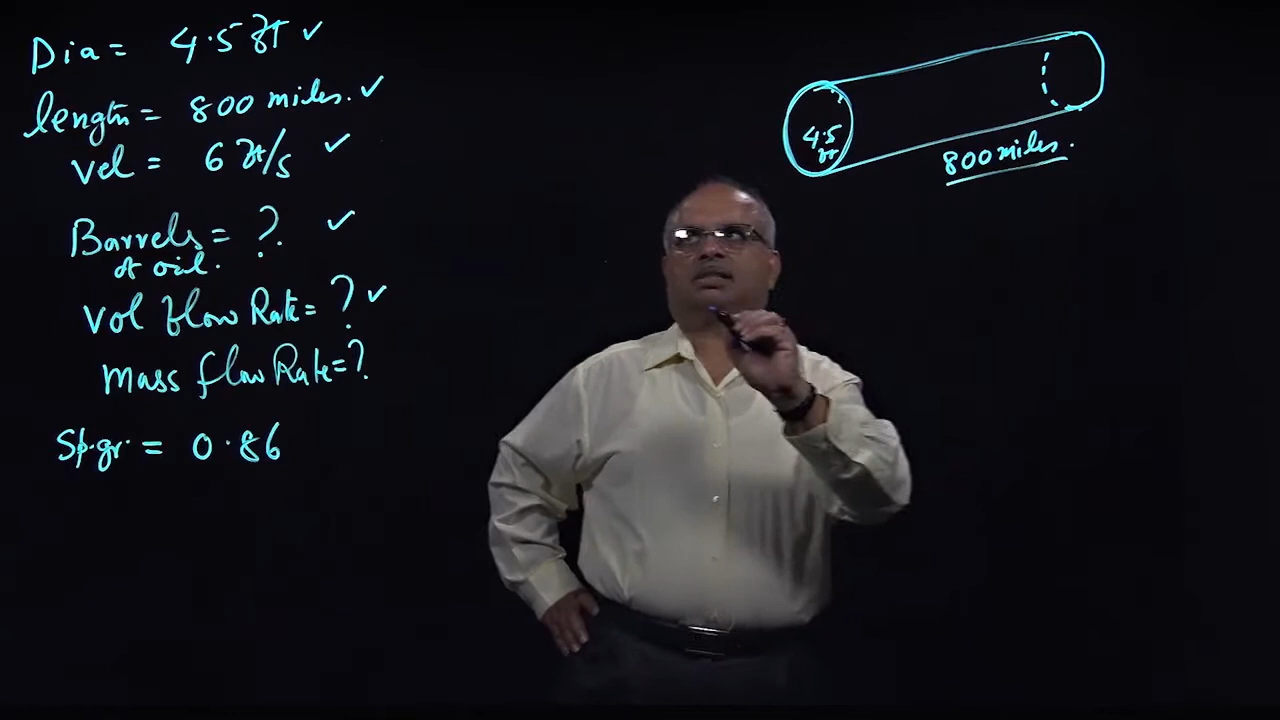 Dia = 4.5 ft ✓
length = 800 miles. ✓
vel = 6 ft/s ✓
Barrels = ? ✓
of oil.
Vol flow Rate = ? ✓
mass flow Rate = ?
Sp.gr. = 0.86
4.5
ft
800 miles.